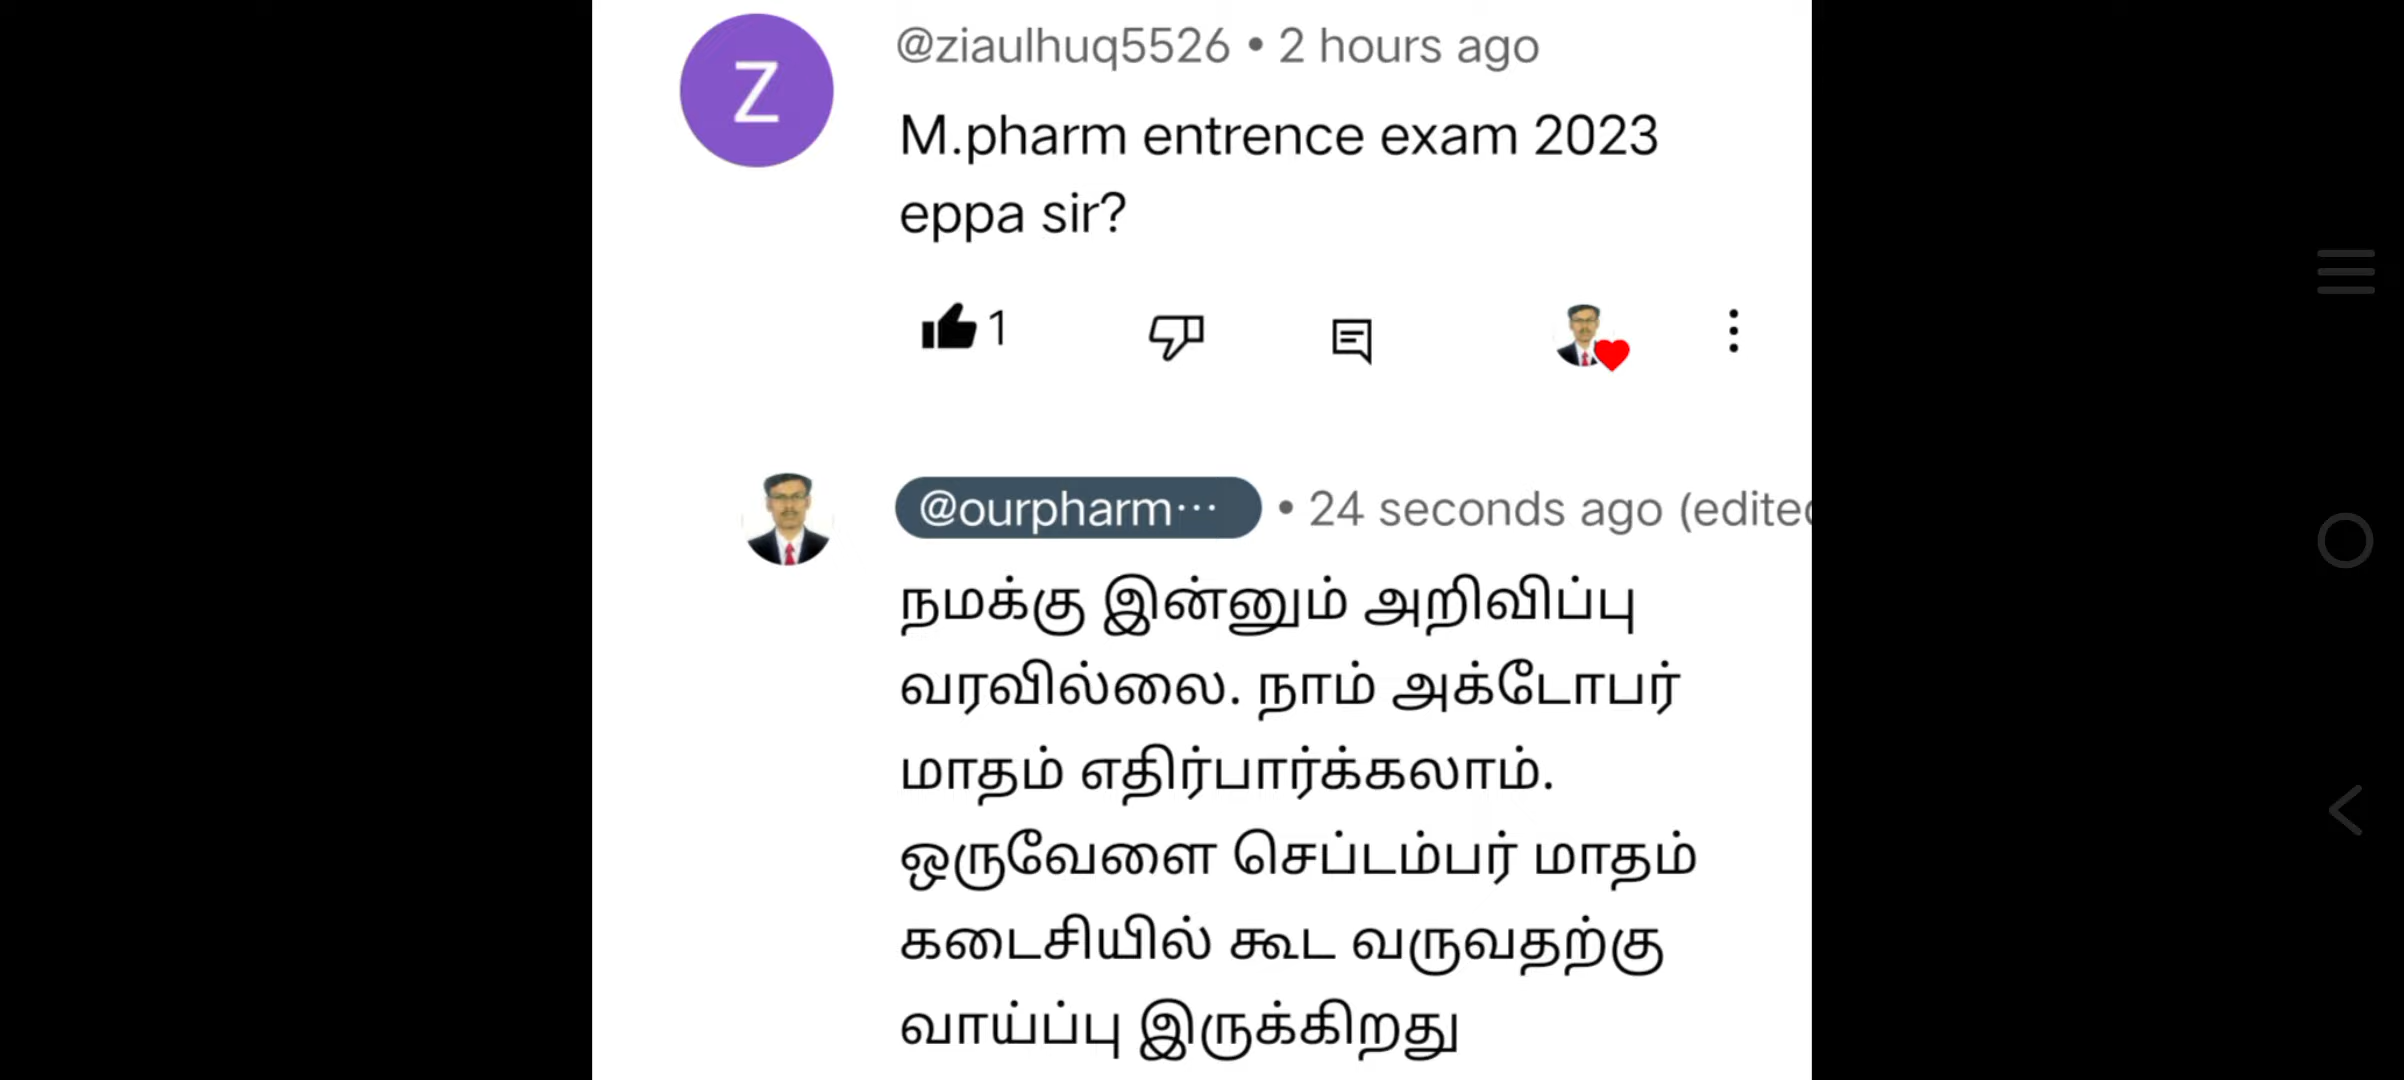 Z
@ziaulhuq5526 • 2 hours ago
M.pharm entrence exam 2023
eppa sir?
1
@ourpharm··· • 24 seconds ago (edited
நமக்கு இன்னும் அறிவிப்பு
வரவில்லை. நாம் அக்டோபர்
மாதம் எதிர்பார்க்கலாம்.
ஒருவேளை செப்டம்பர் மாதம்
கடைசியில் கூட வருவதற்கு
வாய்ப்பு இருக்கிறது